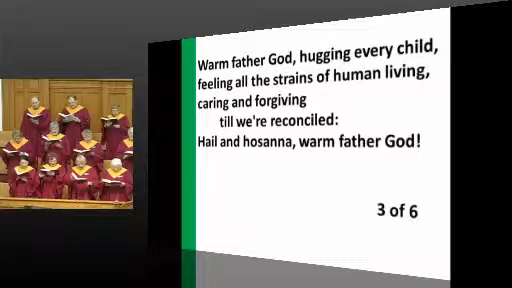 Warm father God, hugging every child,
feeling all the strains of human living,
caring and forgiving
till we're reconciled:
Hail and hosanna, warm father God!
3 of 6